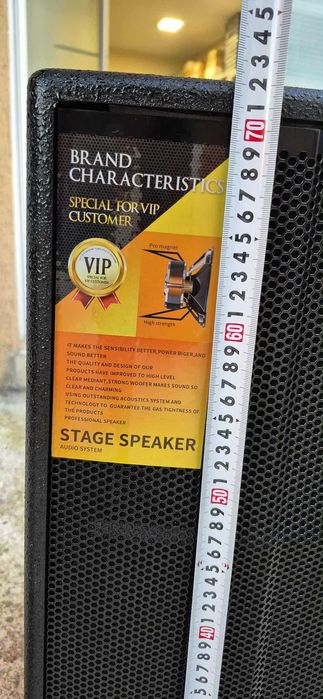 BRAND
CHARACTERISTICS
SPECIAL FOR VIP
CUSTOMER
Pro magnet
VIP
SPECIAL FOR
VIP CUSTOMER
High strength
IT MAKES THE SENSIBILITY BETTER,POWER BIGER,AND
SOUND BETTER
THE QUALITY AND DESIGN OF OUR
PRODUCTS HAVE IMPROVED TO HIGH LEVEL
CLEAR MEDIANT,STRONG WOOFER MAKES SOUND SO
CLEAR AND CHARMING
USING OUTSTANDING ACOUSTICS SYSTEM AND
TECHNOLOGY TO GUARANTEE THE GAS TIGHTNESS OF
THE PRODUCTS
PROFESSIONAL SPEAKER
STAGE SPEAKER
AUDIO SYSTEM
5
4
3
2
1
70
9
8
7
6
5
4
3
2
1
60
9
8
7
6
5
4
3
2
1
50
9
8
7
6
5
4
3
2
1
40
9
8
7
6
5